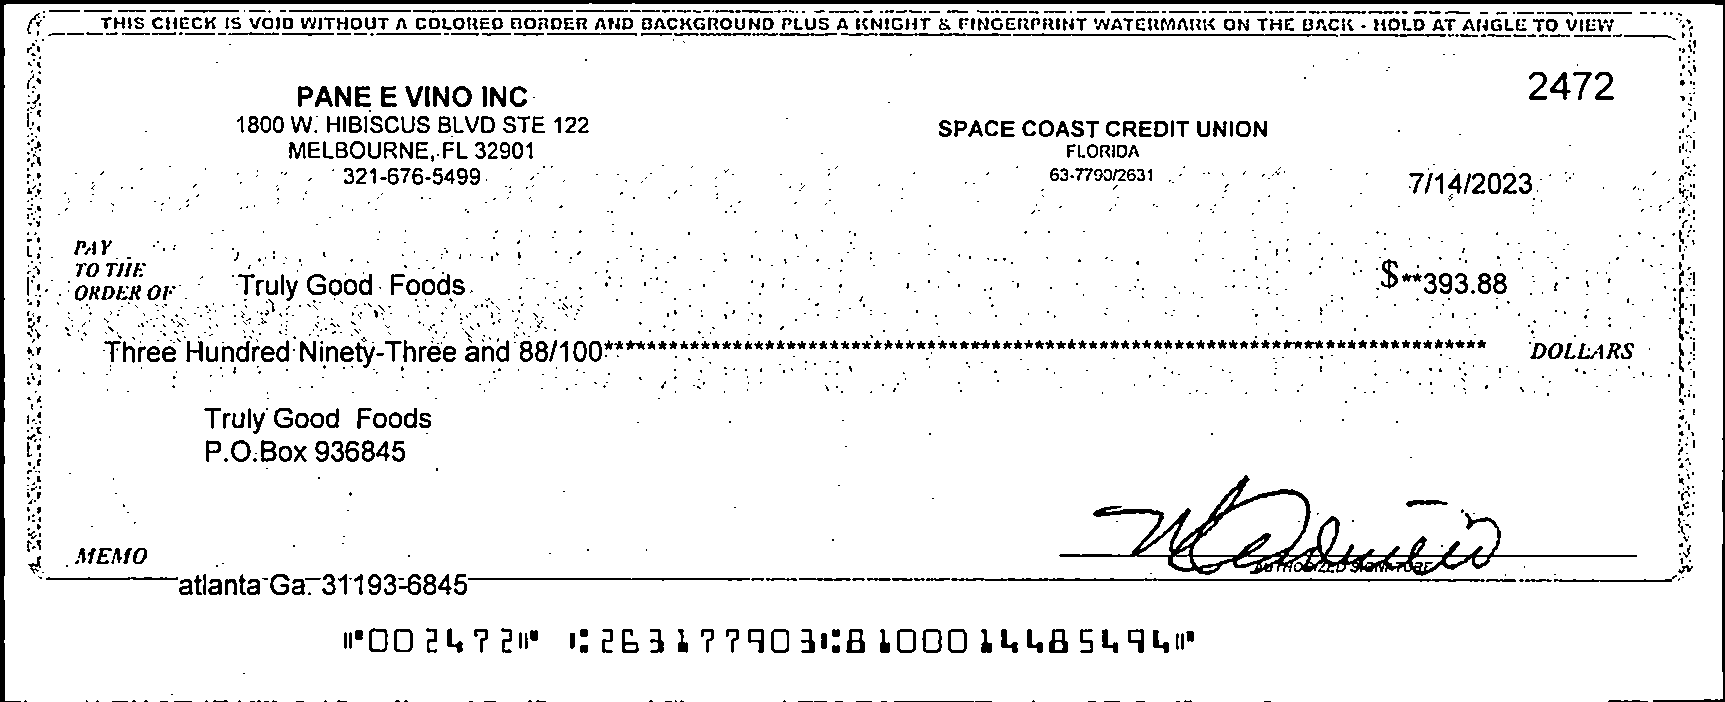 THIS CHECK IS VOID WITHOUT A COLORED BORDER AND BACKGROUND PLUS A KNIGHT & FINGERPRINT WATERMARK ON THE BACK - HOLD AT ANGLE TO VIEW
2472
PANE E VINO INC
1800 W. HIBISCUS BLVD STE 122
MELBOURNE, FL 32901
321-676-5499
SPACE COAST CREDIT UNION
FLORIDA
63-7790/2631
7/14/2023
PAY
TO THE
ORDER OF Truly Good Foods $**393.88
Three Hundred Ninety-Three and 88/100**************************************************************************** DOLLARS
Truly Good Foods
P.O.Box 936845
MEMO
AUTHORIZED SIGNATURE
atlanta Ga. 31193-6845
⑈002472⑈ ⑆263177903⑆8100014485494⑈